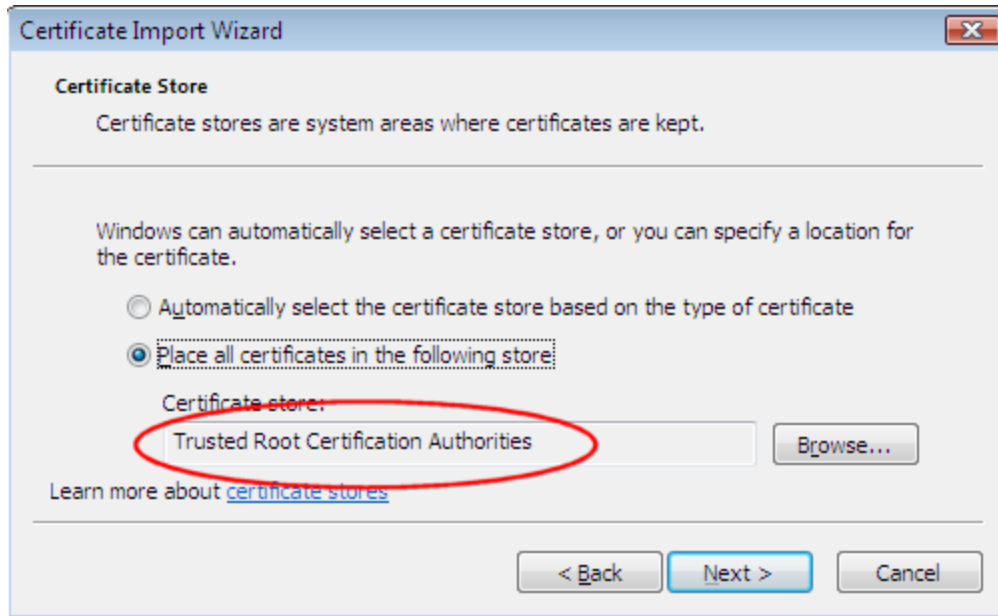 Certificate Import Wizard
Certificate Store
Certificate stores are system areas where certificates are kept.
Windows can automatically select a certificate store, or you can specify a location for
the certificate.
Automatically select the certificate store based on the type of certificate
Place all certificates in the following store
Certificate store:
Trusted Root Certification Authorities
Browse...
Learn more about certificate stores
< Back
Next >
Cancel